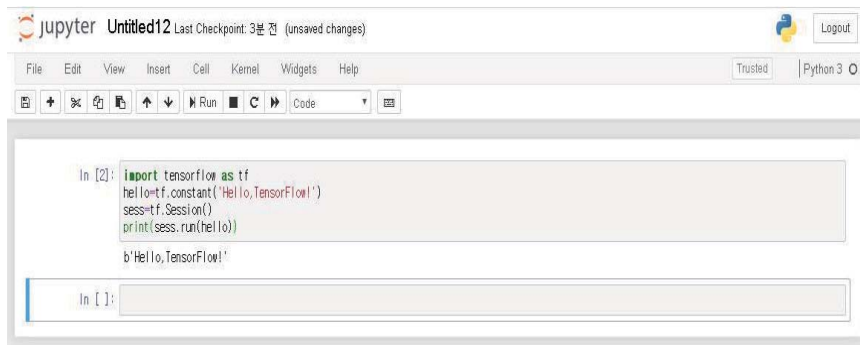 jupyter Untitled12 Last Checkpoint: 3분 전 (unsaved changes) Logout
File Edit View Insert Cell Kernel Widgets Help Trusted Python 3
Run Code
In [2]: import tensorflow as tf
hello=tf.constant('Hello,TensorFlow!')
sess=tf.Session()
print(sess.run(hello))
b'Hello,TensorFlow!'
In [ ]: